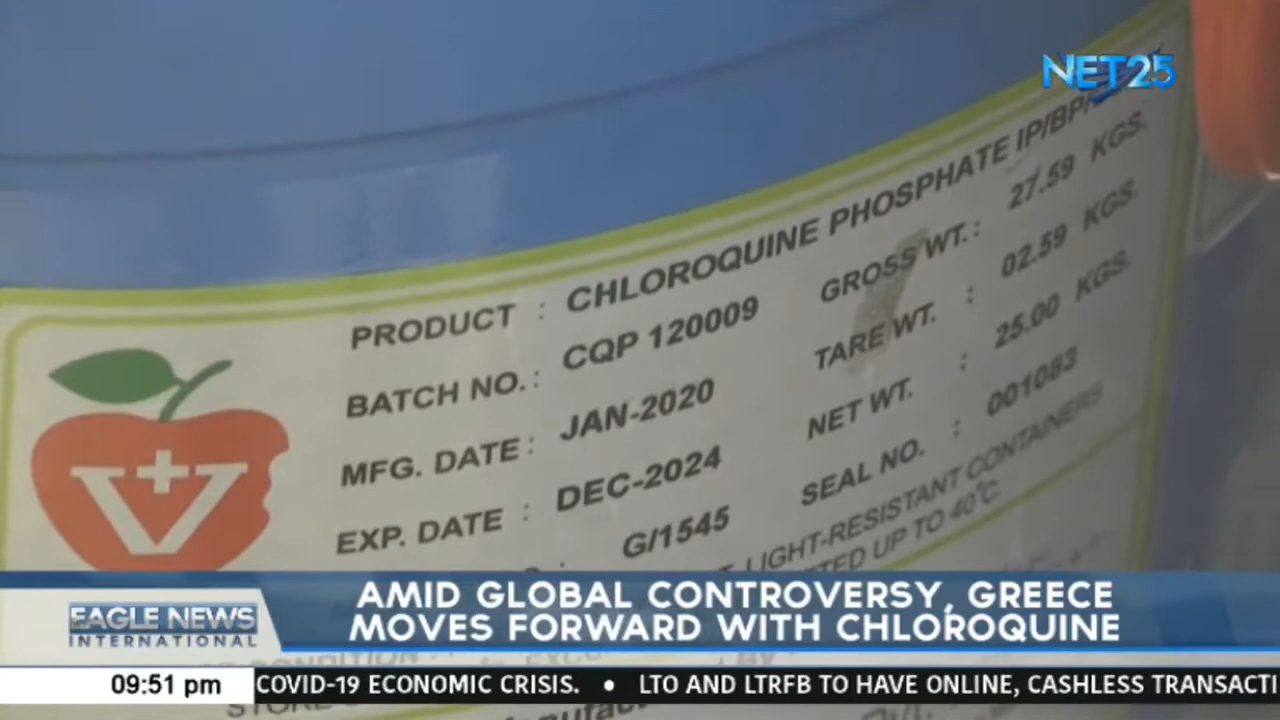 NET25
PRODUCT : CHLOROQUINE PHOSPHATE IP/BP/
BATCH NO. : CQP 120009
MFG. DATE : JAN-2020
EXP. DATE : DEC-2024
G/1545
GROSS WT. : 27.59 KGS.
TARE WT. : 02.59 KGS.
NET WT. : 25.00 KGS.
SEAL NO. : 001083
LIGHT-RESISTANT CONTAINERS
UP TO 40°C
V+
AMID GLOBAL CONTROVERSY, GREECE
MOVES FORWARD WITH CHLOROQUINE
EAGLE NEWS
INTERNATIONAL
09:51 pm
COVID-19 ECONOMIC CRISIS. • LTO AND LTRFB TO HAVE ONLINE, CASHLESS TRANSACTI